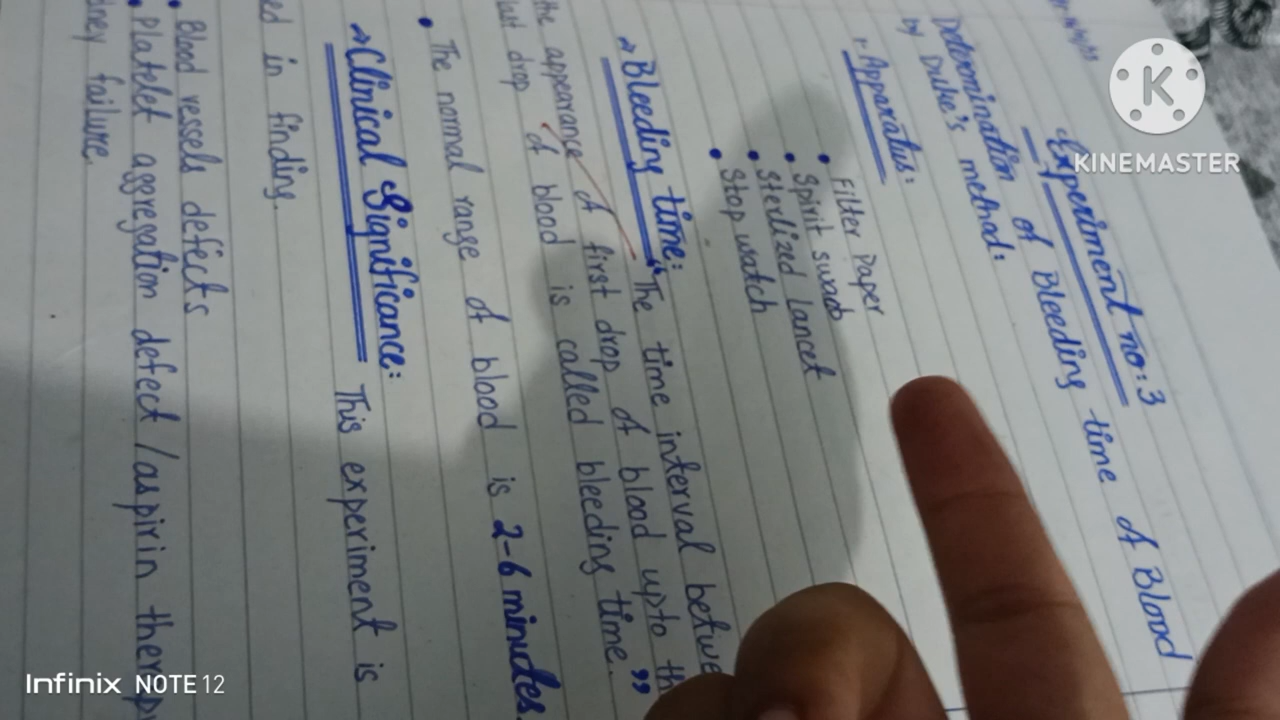 Experiment no:3
Determination of Bleeding time of Blood
by Duke's method:
Apparatus:
• Filter Paper
• Spirit swab
• Sterlized lancet
• Stop watch
→ Bleeding time: "The time interval betwe
the appearance of first drop of blood upto th
last drop of blood is called bleeding time."
• The normal range of blood is 2-6 minutes.
→ Clinical Significance: This experiment is
ed in finding.
• Blood vessels defects
• Platelet aggregation defect / aspirin therapy
dney failure.
K
KINEMASTER
Infinix NOTE 12